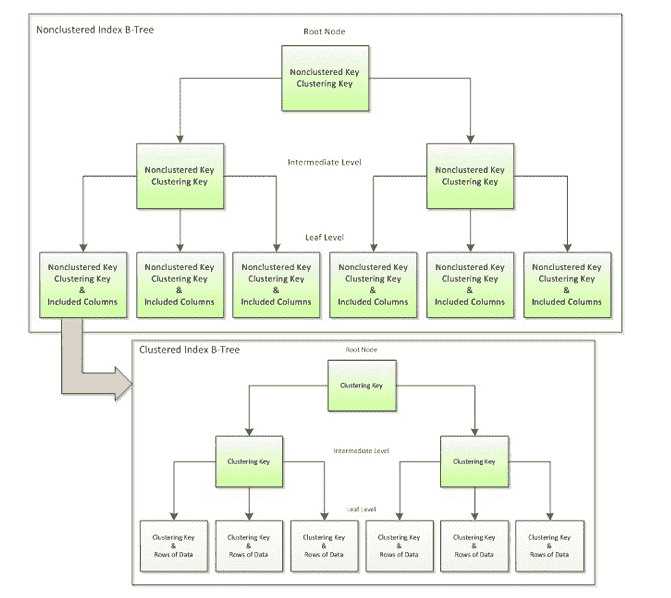 Nonclustered Index B-Tree
Root Node
Nonclustered Key
Clustering Key
Intermediate Level
Nonclustered Key
Clustering Key
Nonclustered Key
Clustering Key
Leaf Level
Nonclustered Key
Clustering Key
&
Included Columns
Nonclustered Key
Clustering Key
&
Included Columns
Nonclustered Key
Clustering Key
&
Included Columns
Nonclustered Key
Clustering Key
&
Included Columns
Nonclustered Key
Clustering Key
&
Included Columns
Nonclustered Key
Clustering Key
&
Included Columns
Clustered Index B-Tree
Root Node
Clustering Key
Intermediate Level
Clustering Key
Clustering Key
Leaf Level
Clustering Key
&
Rows of Data
Clustering Key
&
Rows of Data
Clustering Key
&
Rows of Data
Clustering Key
&
Rows of Data
Clustering Key
&
Rows of Data
Clustering Key
&
Rows of Data